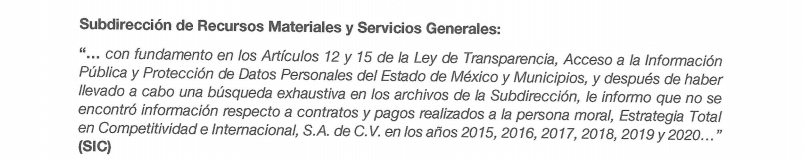 Subdirección de Recursos Materiales y Servicios Generales:
“... con fundamento en los Artículos 12 y 15 de la Ley de Transparencia, Acceso a la Información
Pública y Protección de Datos Personales del Estado de México y Municipios, y después de haber
llevado a cabo una búsqueda exhaustiva en los archivos de la Subdirección, le informo que no se
encontró información respecto a contratos y pagos realizados a la persona moral, Estrategia Total
en Competitividad e Internacional, S.A. de C.V. en los años 2015, 2016, 2017, 2018, 2019 y 2020...”
(SIC)